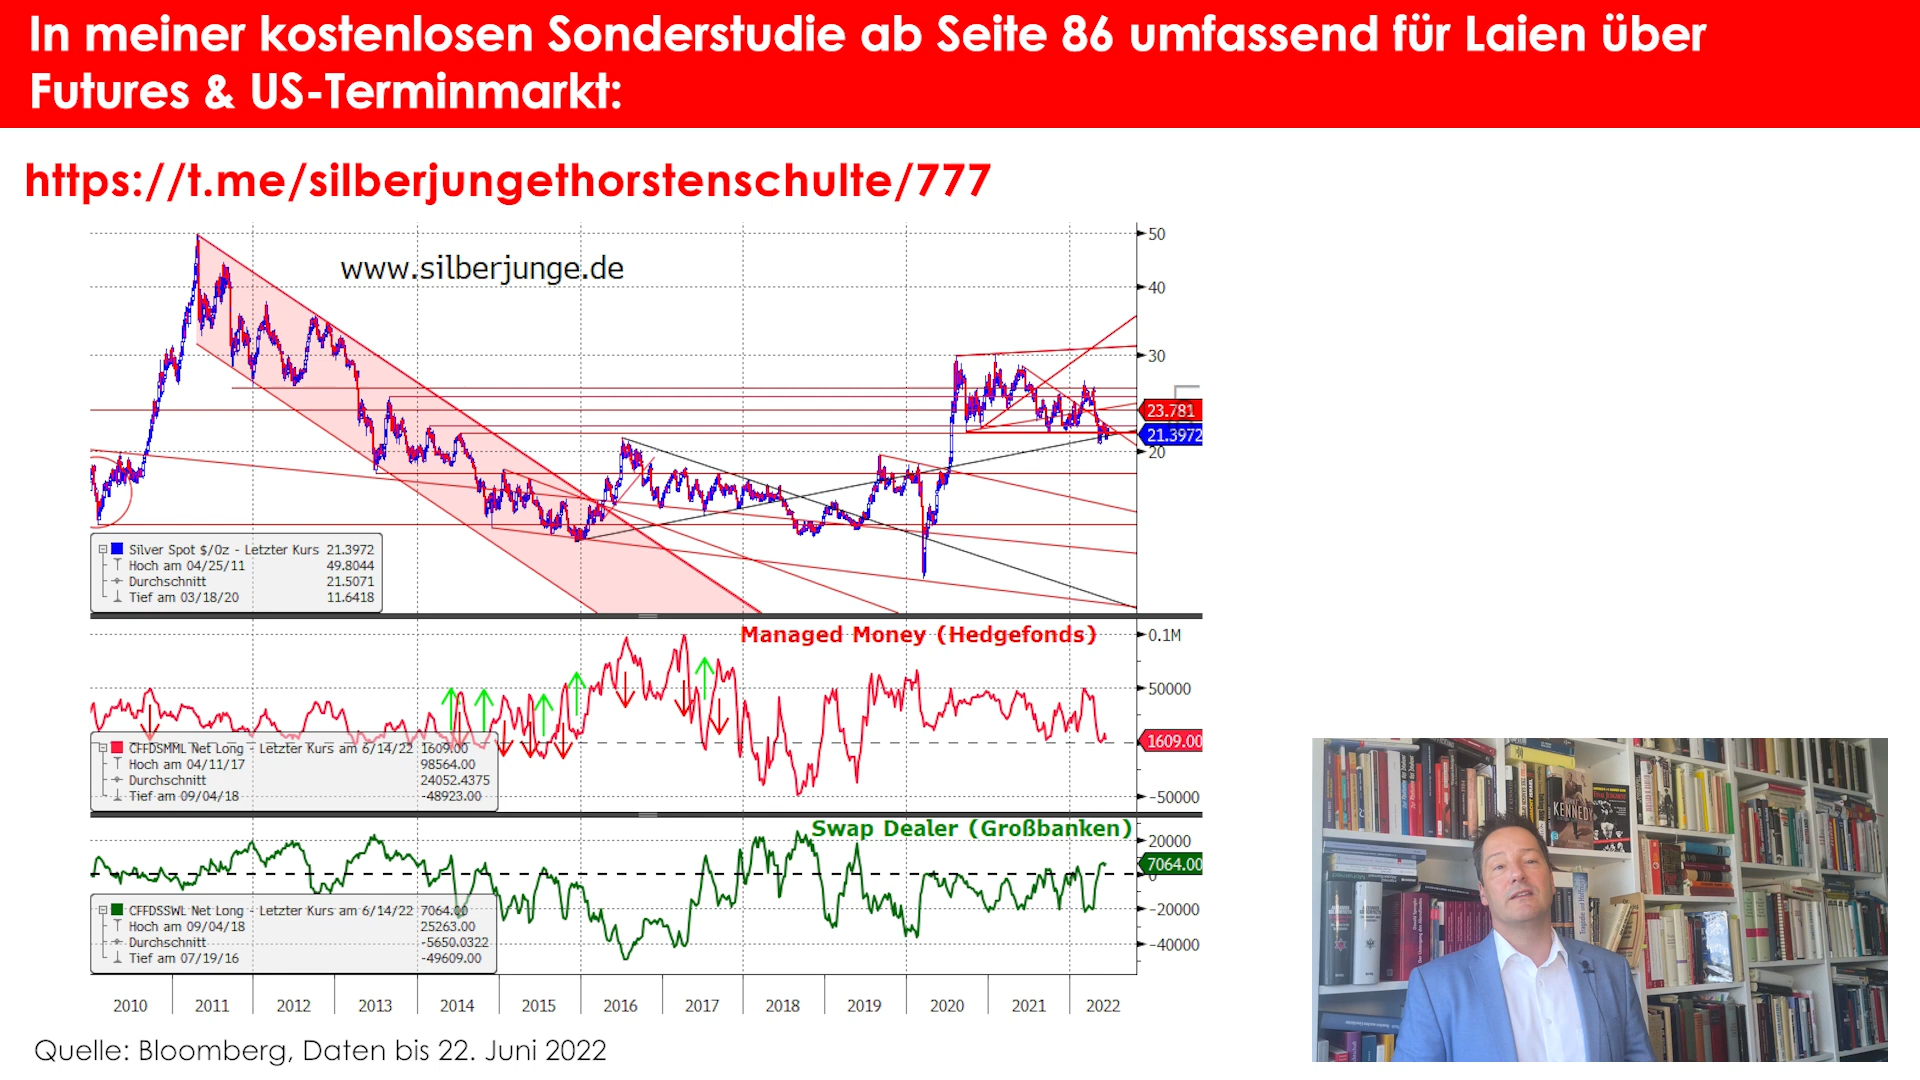 In meiner kostenlosen Sonderstudie ab Seite 86 umfassend für Laien über
Futures & US-Terminmarkt:
https://t.me/silberjungethorstenschulte/777
www.silberjunge.de
50
40
30
23.781
21.3972
20
Silver Spot $/Oz - Letzter Kurs 21.3972
Hoch am 04/25/11 49.8044
Durchschnitt 21.5071
Tief am 03/18/20 11.6418
Managed Money (Hedgefonds)
0.1M
50000
1609.00
-50000
CFFDSMML Net Long - Letzter Kurs am 6/14/22 1609.00
Hoch am 04/11/17 98564.00
Durchschnitt 24052.4375
Tief am 09/04/18 -48923.00
Swap Dealer (Großbanken)
20000
7064.00
0
-20000
-40000
CFFDSSWL Net Long - Letzter Kurs am 6/14/22 7064.00
Hoch am 09/04/18 25263.00
Durchschnitt -5650.0322
Tief am 07/19/16 -49609.00
2010 2011 2012 2013 2014 2015 2016 2017 2018 2019 2020 2021 2022
Quelle: Bloomberg, Daten bis 22. Juni 2022
KENNEDY